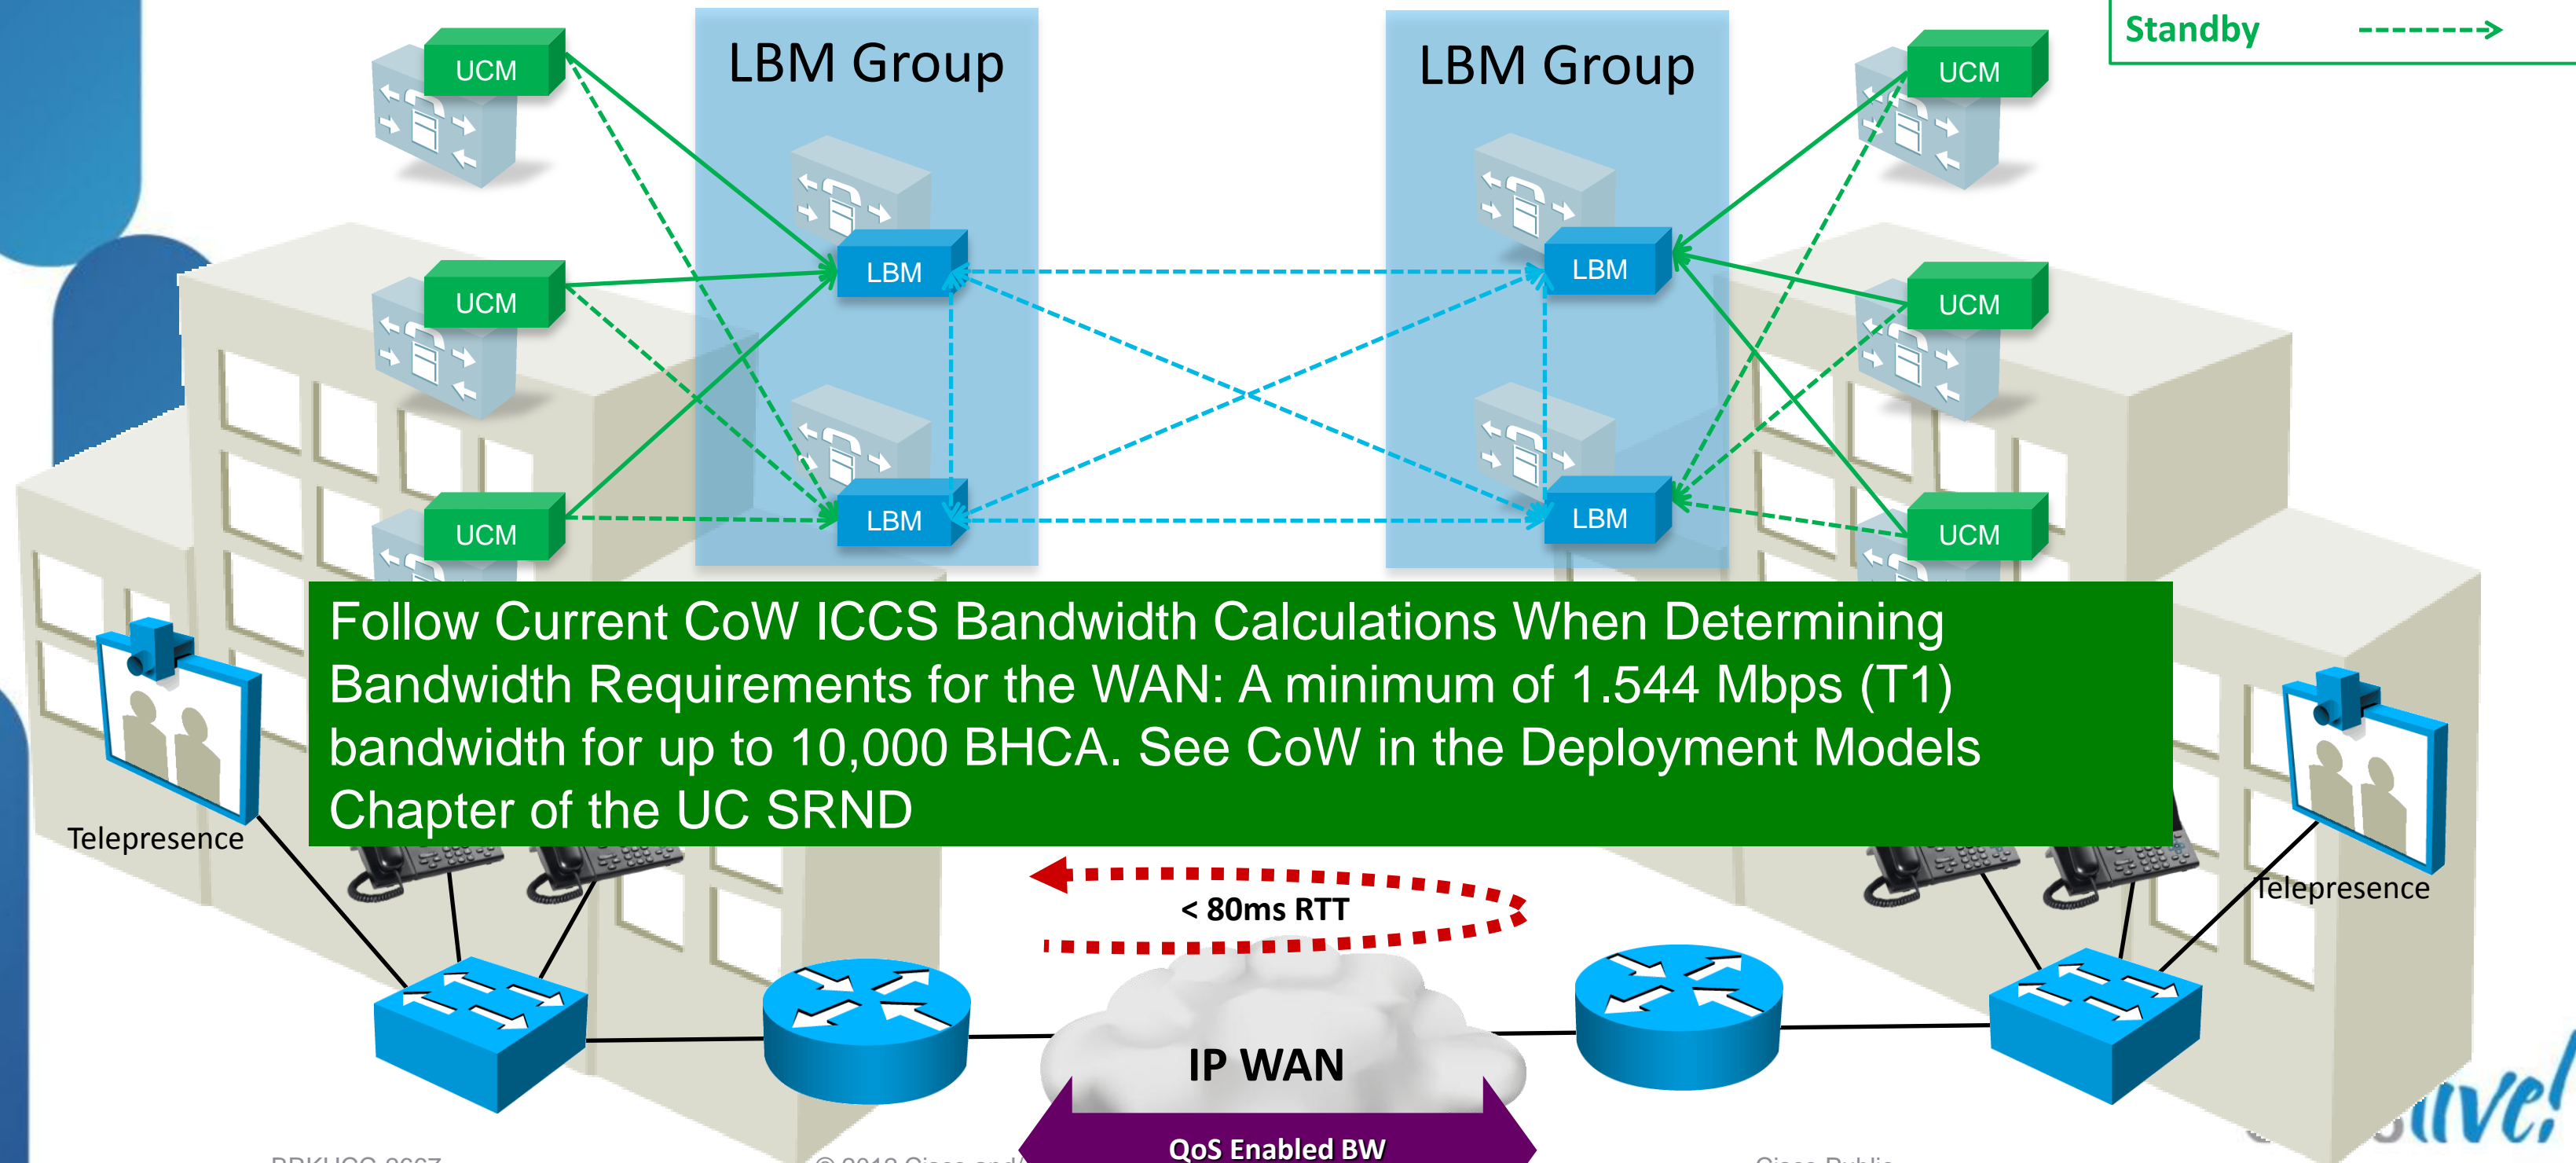 Standby
LBM Group
LBM Group
UCM
UCM
UCM
UCM
UCM
UCM
LBM
LBM
LBM
LBM
Follow Current CoW ICCS Bandwidth Calculations When Determining
Bandwidth Requirements for the WAN: A minimum of 1.544 Mbps (T1)
bandwidth for up to 10,000 BHCA. See CoW in the Deployment Models
Chapter of the UC SRND
Telepresence
Telepresence
< 80ms RTT
IP WAN
QoS Enabled BW
live!